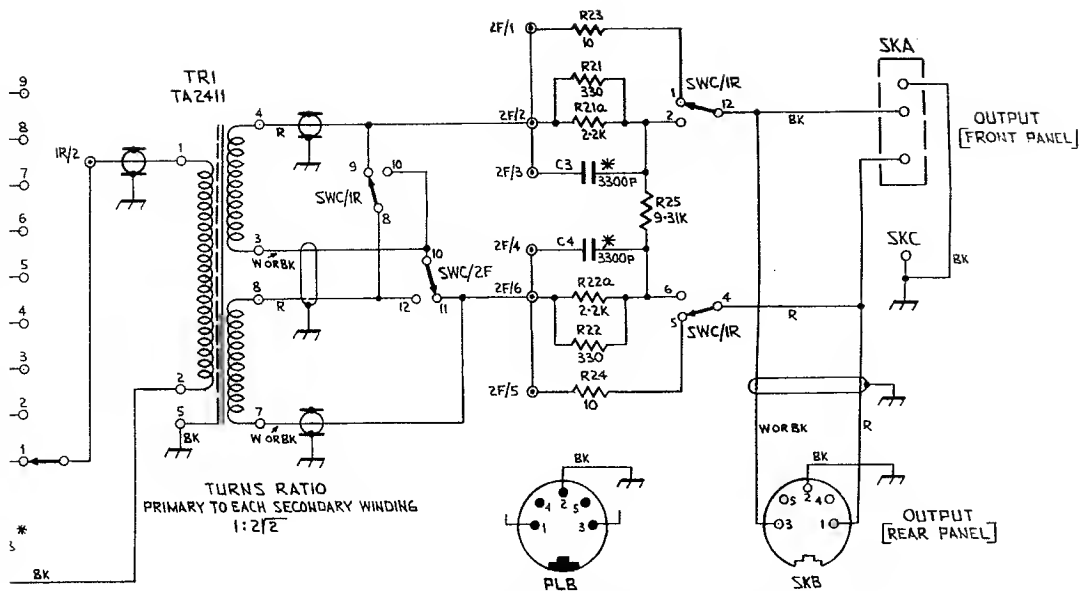 9
8
7
6
5
4
3
2
1
*
BK
1R/2
TR1
TA2411
1
2
5
BK
4
R
3
W OR BK
8
R
7
W OR BK
TURNS RATIO
PRIMARY TO EACH SECONDARY WINDING
1:2√2
9
10
SWC/1R
8
10
SWC/2F
12
11
2F/1
2F/2
2F/3
2F/4
2F/6
2F/5
R23
10
R21
330
R21a
2·2K
C3
*
3300P
R25
9·31K
C4
*
3300P
R22a
2·2K
R22
330
R24
10
SWC/1R
1
2
12
6
5
4
SWC/1R
BK
R
SKA
OUTPUT
[FRONT PANEL]
SKC
BK
W OR BK
R
BK
5
2
4
3
1
SKB
OUTPUT
[REAR PANEL]
BK
4
2
5
1
3
PLB